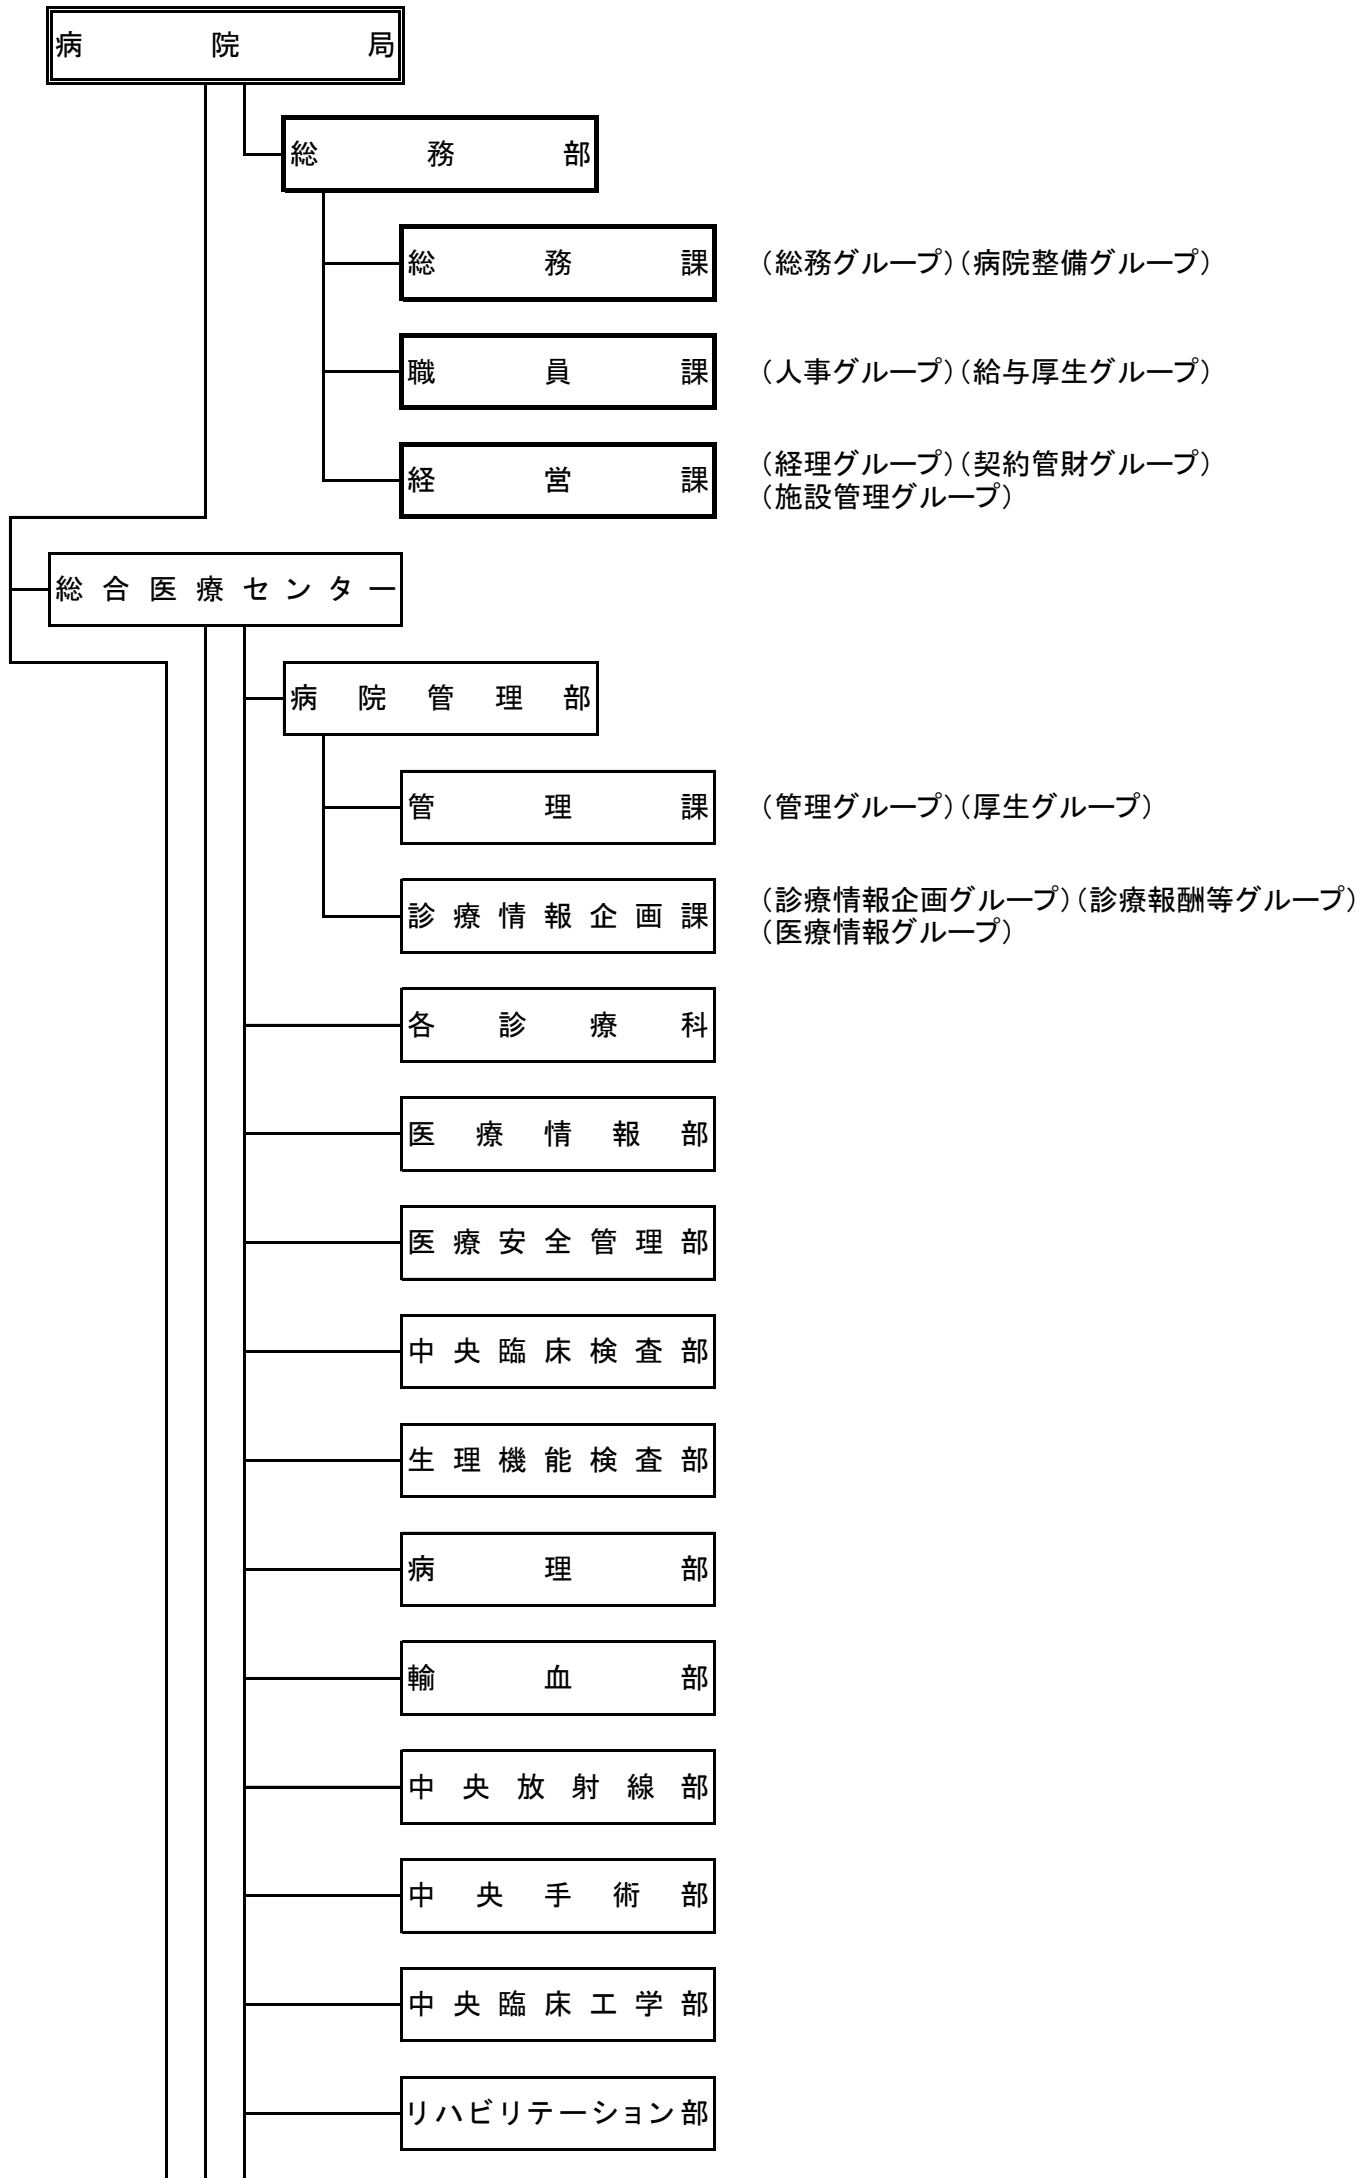 病院局
総務部
総務課 （総務グループ）（病院整備グループ）
職員課 （人事グループ）（給与厚生グループ）
経営課 （経理グループ）（契約管財グループ）
（施設管理グループ）
総合医療センター
病院管理部
管理課 （管理グループ）（厚生グループ）
診療情報企画課 （診療情報企画グループ）（診療報酬等グループ）
（医療情報グループ）
各診療科
医療情報部
医療安全管理部
中央臨床検査部
生理機能検査部
病理部
輸血部
中央放射線部
中央手術部
中央臨床工学部
リハビリテーション部